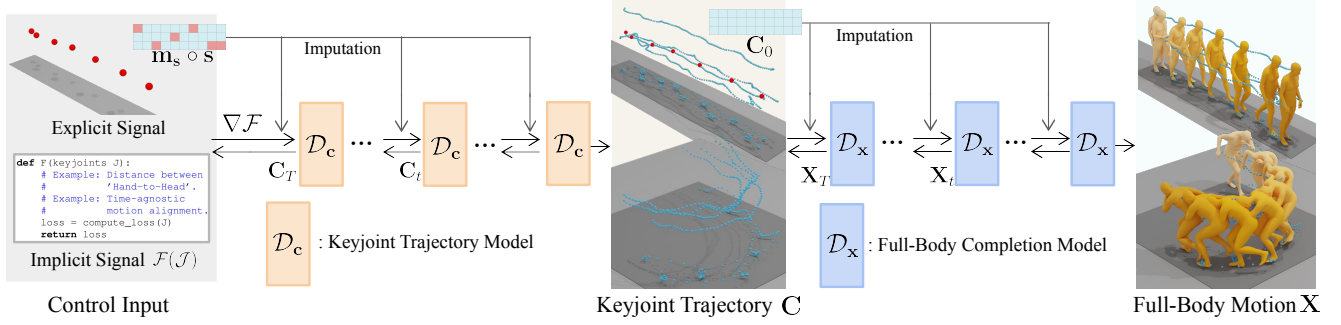 m_s ∘ s
Explicit Signal
def F(keyjoints J):
# Example: Distance between
# 'Hand-to-Head'.
# Example: Time-agnostic
# motion alignment.
loss = compute_loss(J)
return loss
Implicit Signal ℱ(𝒥)
Control Input
Imputation
∇ℱ
C_T
𝒟_c
...
C_t
𝒟_c
...
𝒟_c
𝒟_c : Keyjoint Trajectory Model
C_0
Keyjoint Trajectory C
Imputation
X_T
𝒟_x
...
X_t
𝒟_x
...
𝒟_x
𝒟_x : Full-Body Completion Model
Full-Body Motion X